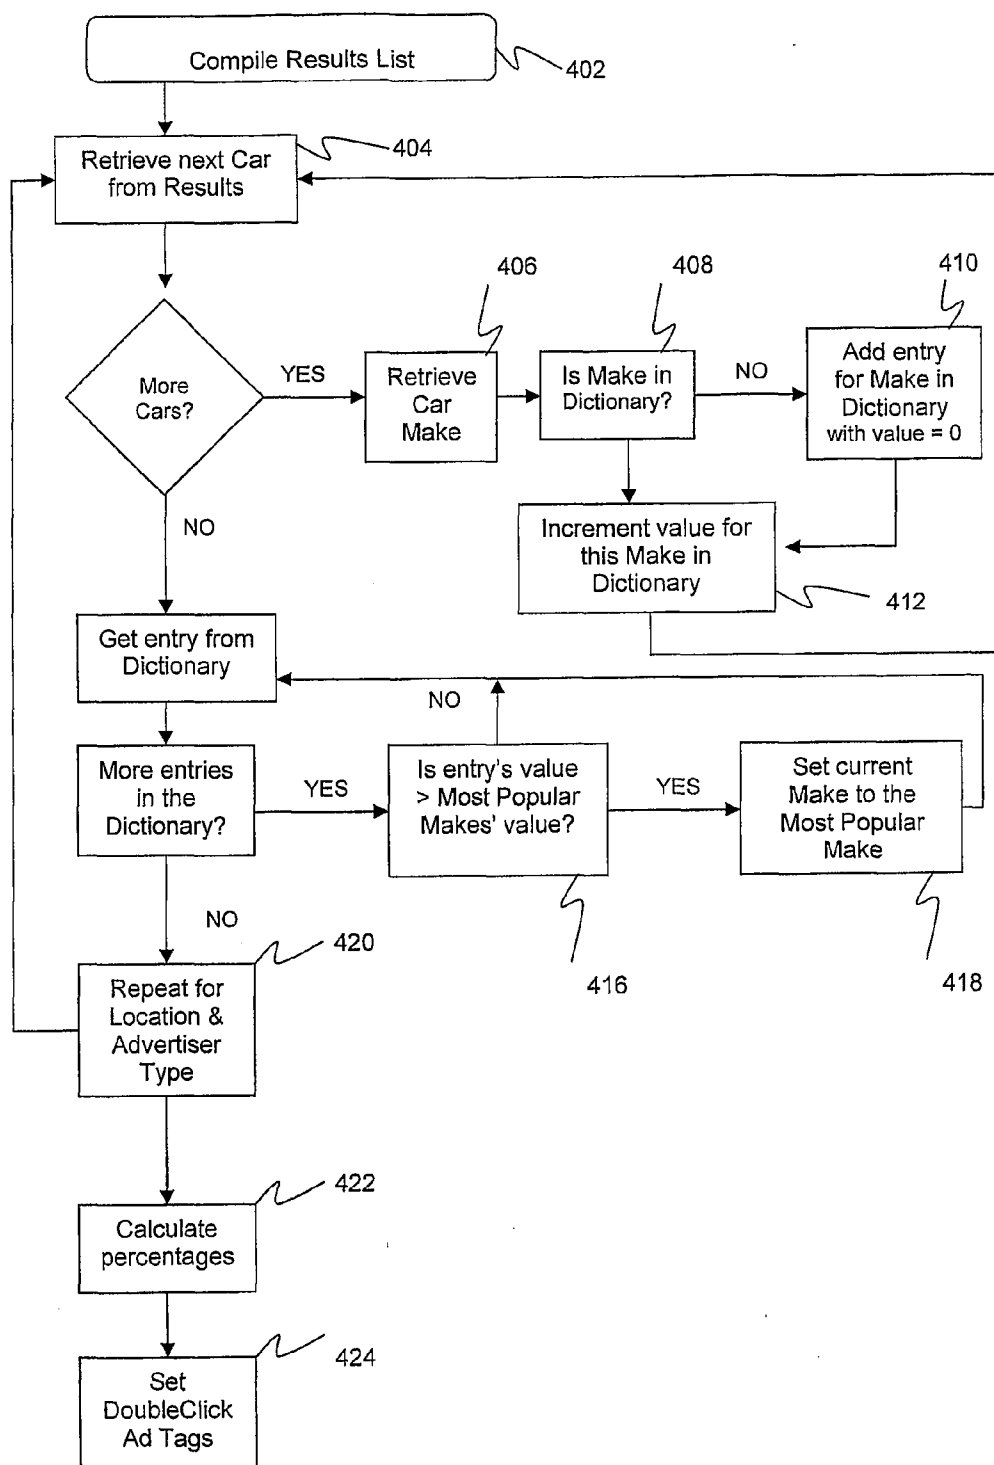 Compile Results List
402
Retrieve next Car
from Results
404
406
408
410
More
Cars?
YES
Retrieve
Car
Make
Is Make in
Dictionary?
NO
Add entry
for Make in
Dictionary
with value = 0
NO
Increment value for
this Make in
Dictionary
412
Get entry from
Dictionary
NO
More entries
in the
Dictionary?
YES
Is entry's value
> Most Popular
Makes' value?
YES
Set current
Make to the
Most Popular
Make
NO
416
418
420
Repeat for
Location &
Advertiser
Type
422
Calculate
percentages
424
Set
DoubleClick
Ad Tags